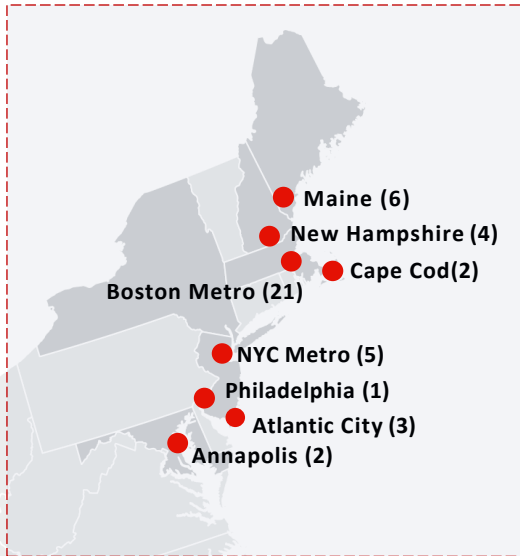 Maine (6)
New Hampshire (4)
Cape Cod(2)
Boston Metro (21)
NYC Metro (5)
Philadelphia (1)
Atlantic City (3)
Annapolis (2)